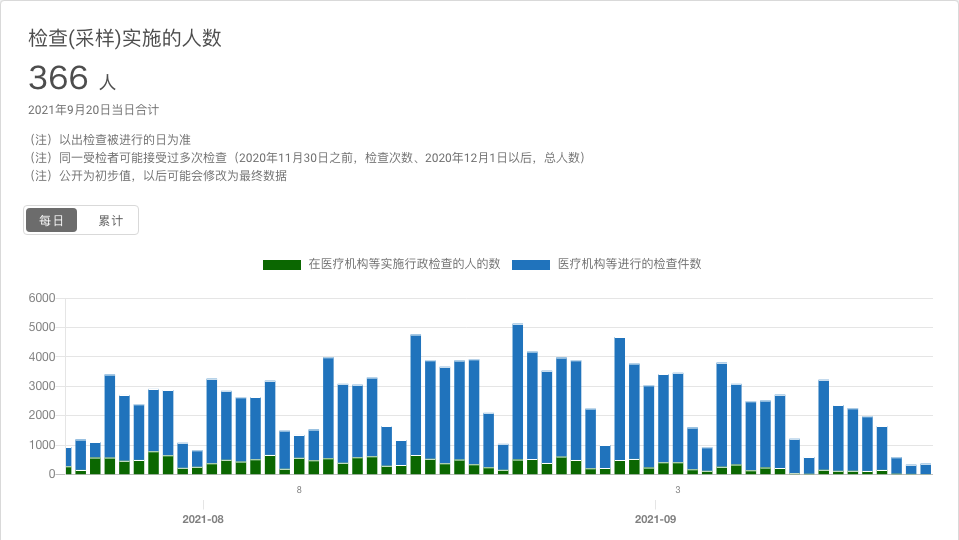 检查(采样)实施的人数
366 人
2021年9月20日当日合计
（注）以出检查被进行的日为准
（注）同一受检者可能接受过多次检查（2020年11月30日之前，检查次数、2020年12月1日以后，总人数）
（注）公开为初步值，以后可能会修改为最终数据
每日 累计
在医疗机构等实施行政检查的人的数 医疗机构等进行的检查件数
6000
5000
4000
3000
2000
1000
0
8 3
2021-08 2021-09